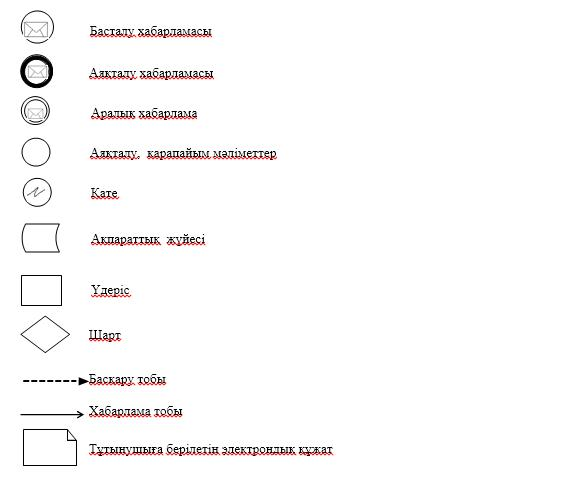 Басталу хабарламасы
Аяқталу хабарламасы
Аралық хабарлама
Аяқталу, қарапайым мәліметтер
Қате
Ақпараттық жүйесі
Үдеріс
Шарт
Басқару тобы
Хабарлама тобы
Тұтынушыға берілетін электрондық құжат